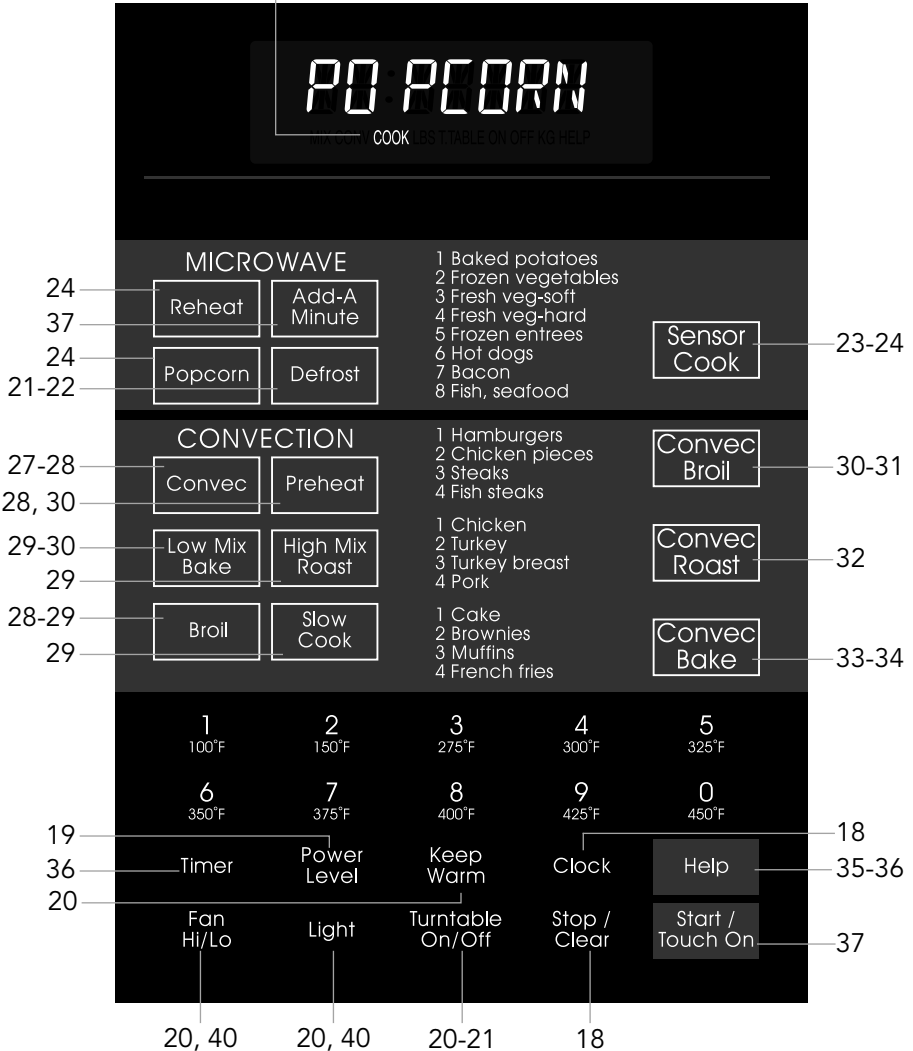 PO PCORN
MIX CONV COOK LBS T.TABLE ON OFF KG HELP
MICROWAVE
24
Reheat
37
Add-A
Minute
24
Popcorn
21-22
Defrost
1 Baked potatoes
2 Frozen vegetables
3 Fresh veg-soft
4 Fresh veg-hard
5 Frozen entrees
6 Hot dogs
7 Bacon
8 Fish, seafood
Sensor
Cook
23-24
CONVECTION
27-28
Convec
28, 30
Preheat
29-30
Low Mix
Bake
29
High Mix
Roast
28-29
Broil
29
Slow
Cook
1 Hamburgers
2 Chicken pieces
3 Steaks
4 Fish steaks
Convec
Broil
30-31
1 Chicken
2 Turkey
3 Turkey breast
4 Pork
Convec
Roast
32
1 Cake
2 Brownies
3 Muffins
4 French fries
Convec
Bake
33-34
1 2 3 4 5
100°F 150°F 275°F 300°F 325°F
6 7 8 9 0
350°F 375°F 400°F 425°F 450°F
19
36
20
Timer
Power
Level
Keep
Warm
Clock
18
Help
35-36
Fan
Hi/Lo
Light
Turntable
On/Off
Stop /
Clear
Start /
Touch On
37
20, 40 20, 40 20-21 18